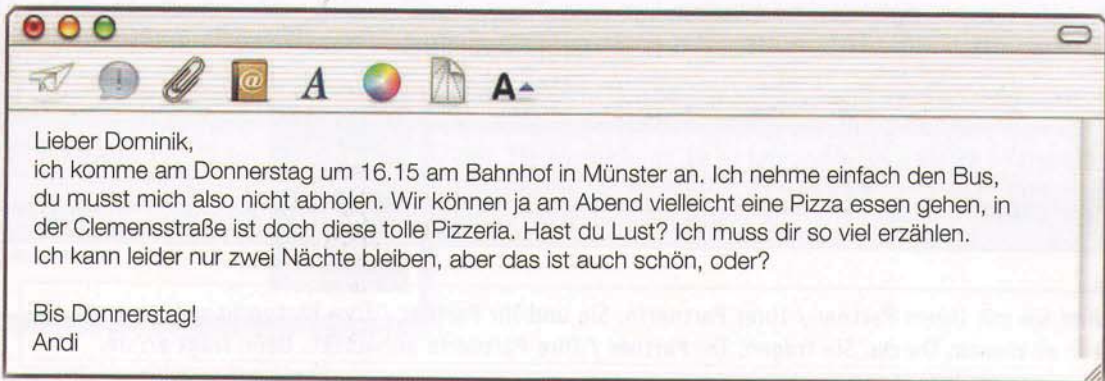 @ A A
Lieber Dominik,
ich komme am Donnerstag um 16.15 am Bahnhof in Münster an. Ich nehme einfach den Bus,
du musst mich also nicht abholen. Wir können ja am Abend vielleicht eine Pizza essen gehen, in
der Clemensstraße ist doch diese tolle Pizzeria. Hast du Lust? Ich muss dir so viel erzählen.
Ich kann leider nur zwei Nächte bleiben, aber das ist auch schön, oder?
Bis Donnerstag!
Andi